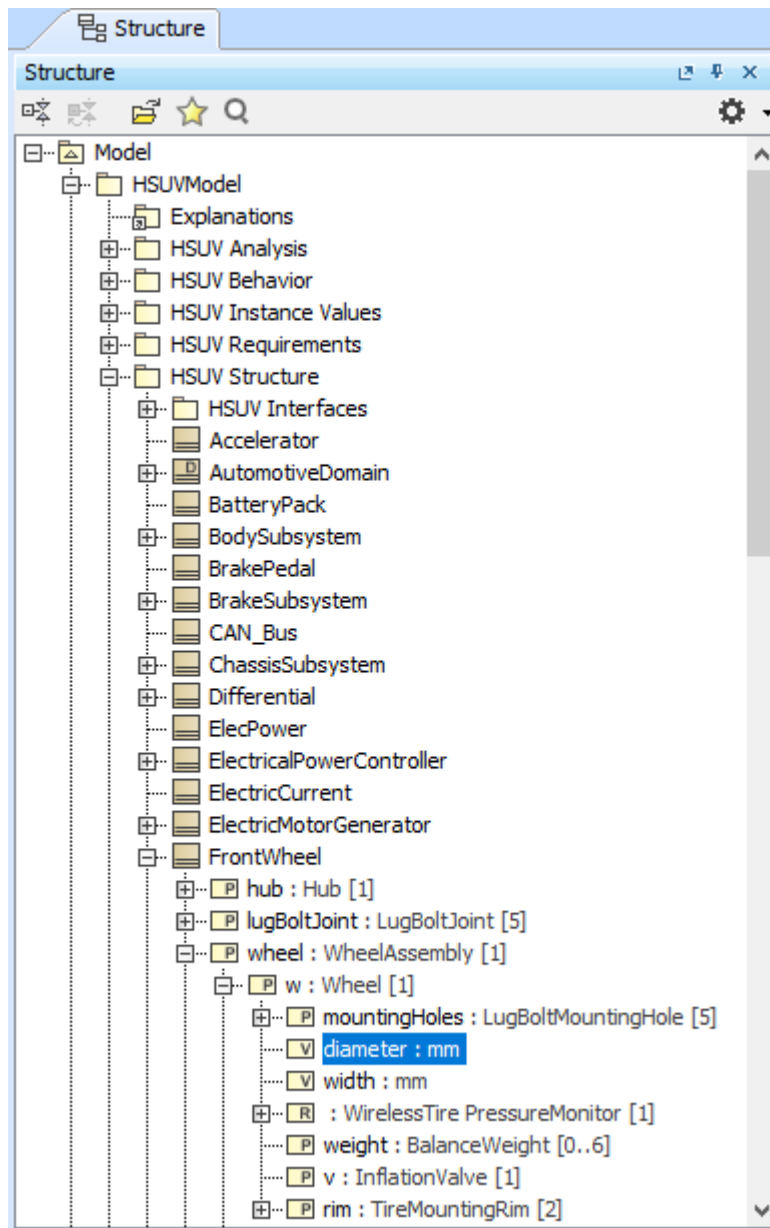 Structure
Structure
Model
HSUVModel
Explanations
HSUV Analysis
HSUV Behavior
HSUV Instance Values
HSUV Requirements
HSUV Structure
HSUV Interfaces
Accelerator
D AutomotiveDomain
BatteryPack
BodySubsystem
BrakePedal
BrakeSubsystem
CAN_Bus
ChassisSubsystem
Differential
ElecPower
ElectricalPowerController
ElectricCurrent
ElectricMotorGenerator
FrontWheel
P hub : Hub [1]
P lugBoltJoint : LugBoltJoint [5]
P wheel : WheelAssembly [1]
P w : Wheel [1]
P mountingHoles : LugBoltMountingHole [5]
V diameter : mm
V width : mm
R : WirelessTire PressureMonitor [1]
P weight : BalanceWeight [0..6]
P v : InflationValve [1]
P rim : TireMountingRim [2]